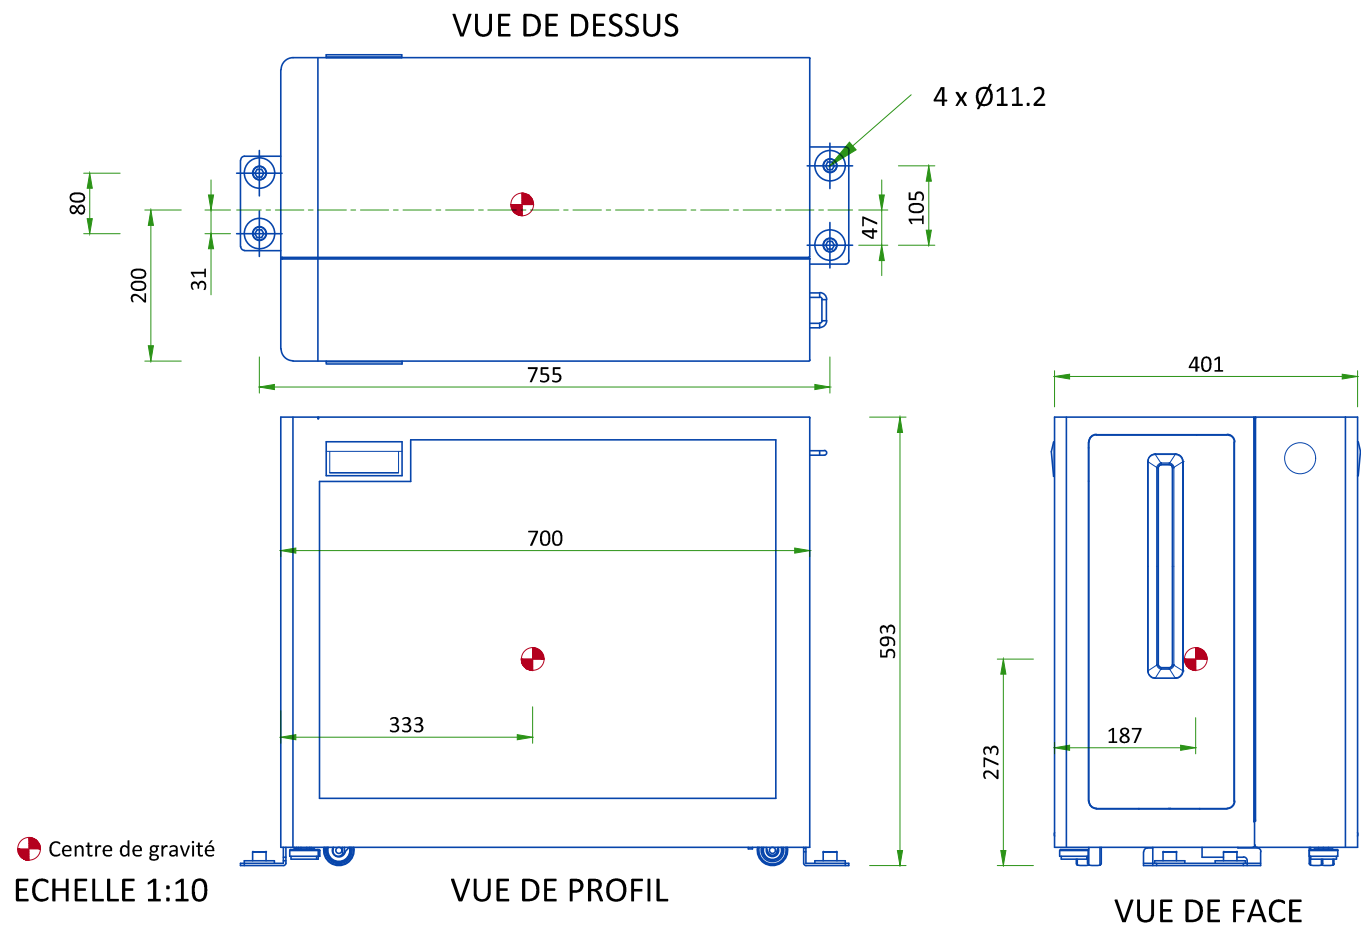 VUE DE DESSUS
4 x Ø11.2
80
200
31
47
105
755
401
700
593
333
187
273
Centre de gravité
ECHELLE 1:10
VUE DE PROFIL
VUE DE FACE